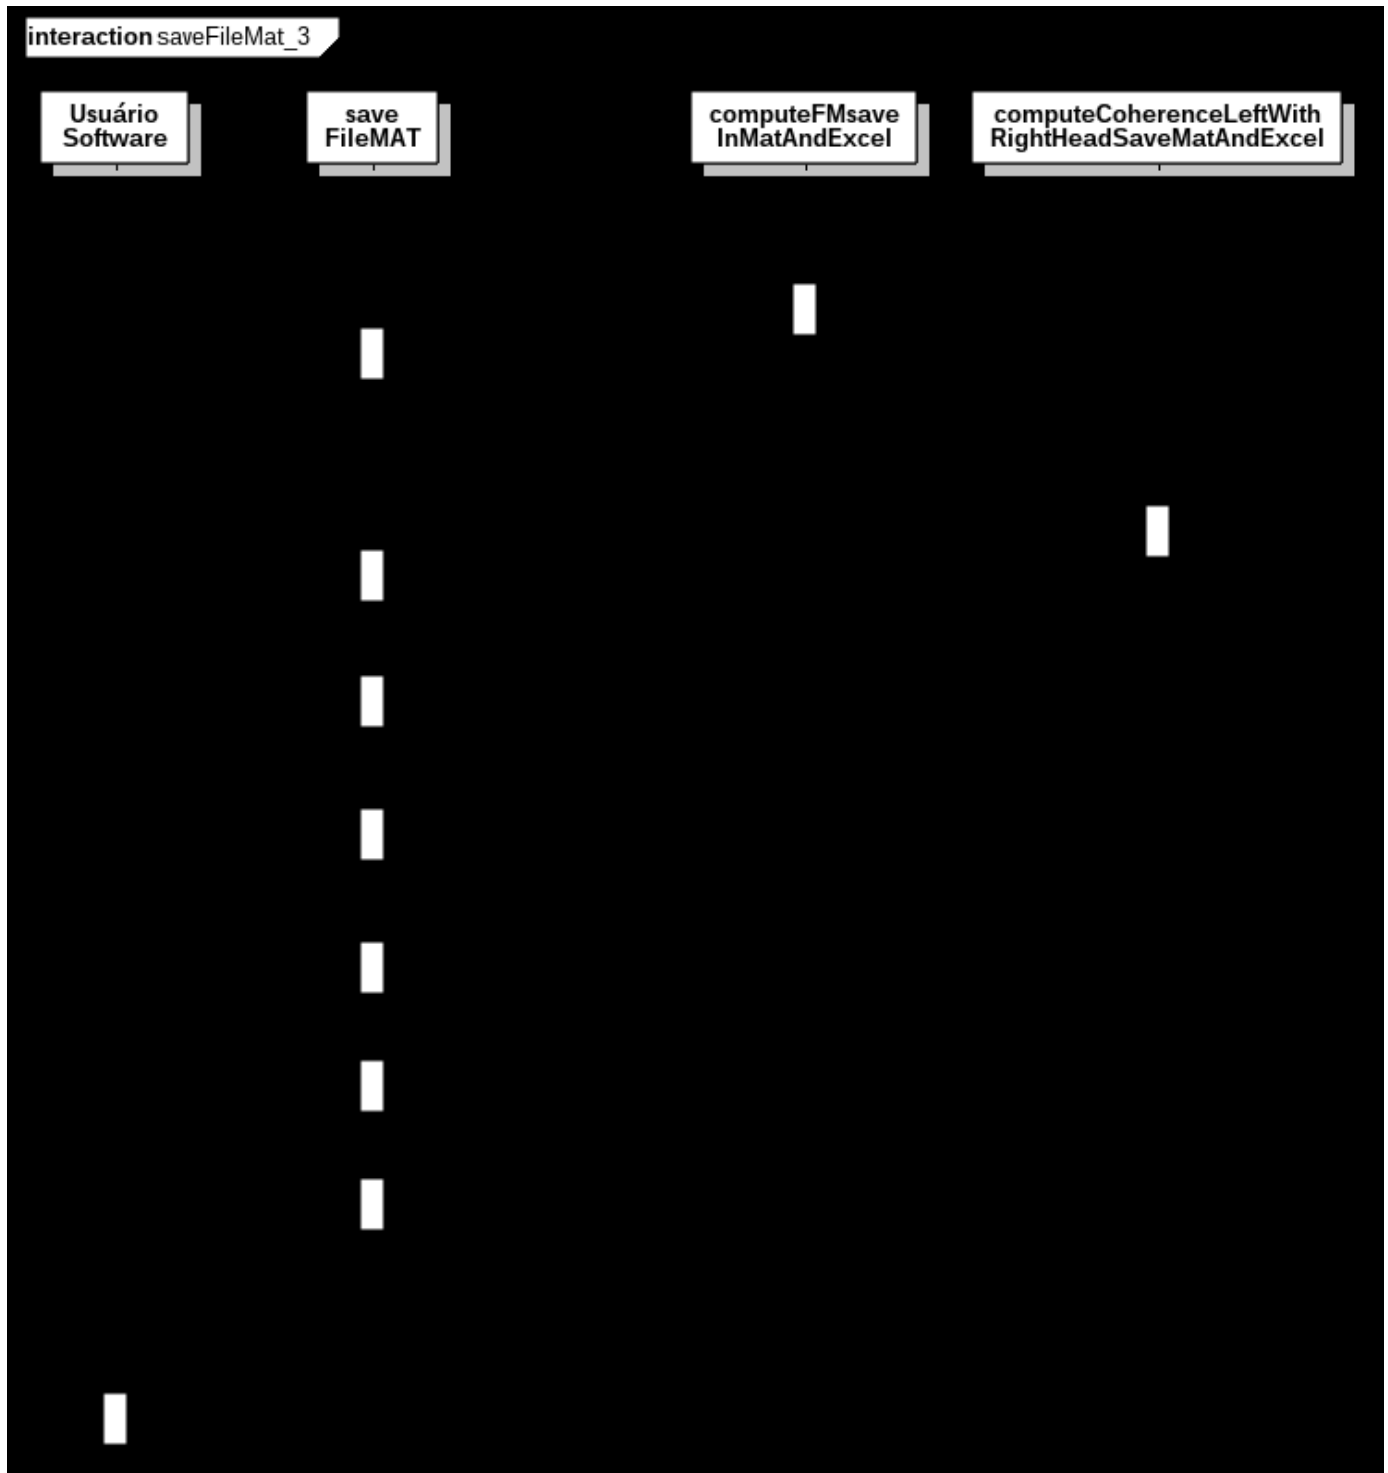 interaction saveFileMat_3
Usuário
Software
save
FileMAT
computeFMsave
InMatAndExcel
computeCoherenceLeftWith
RightHeadSaveMatAndExcel